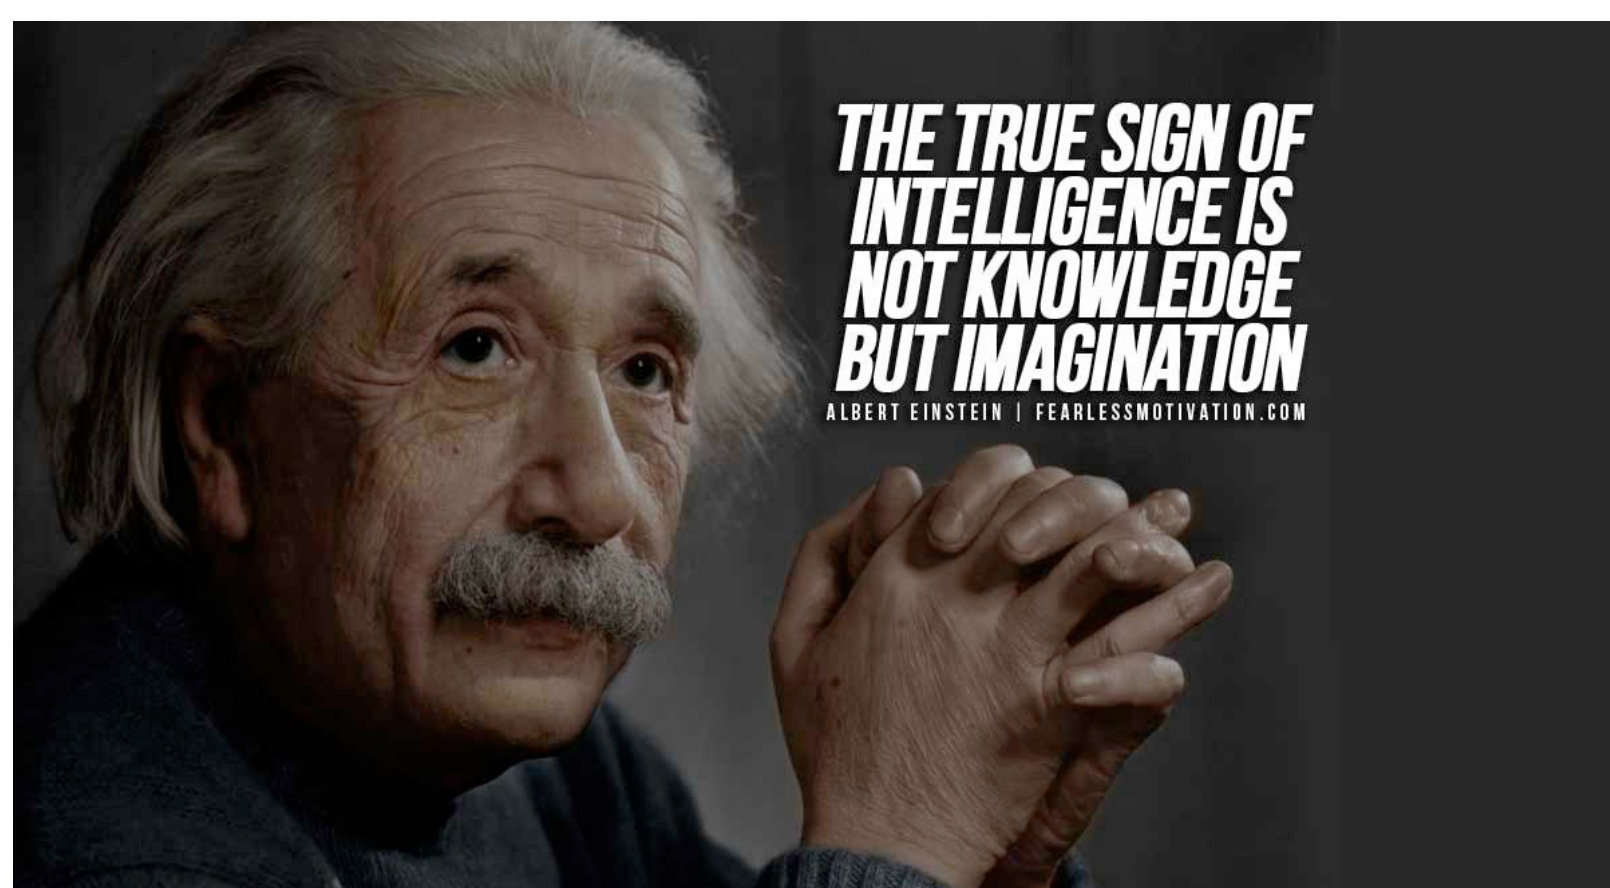 THE TRUE SIGN OF
INTELLIGENCE IS
NOT KNOWLEDGE
BUT IMAGINATION
ALBERT EINSTEIN | FEARLESSMOTIVATION.COM